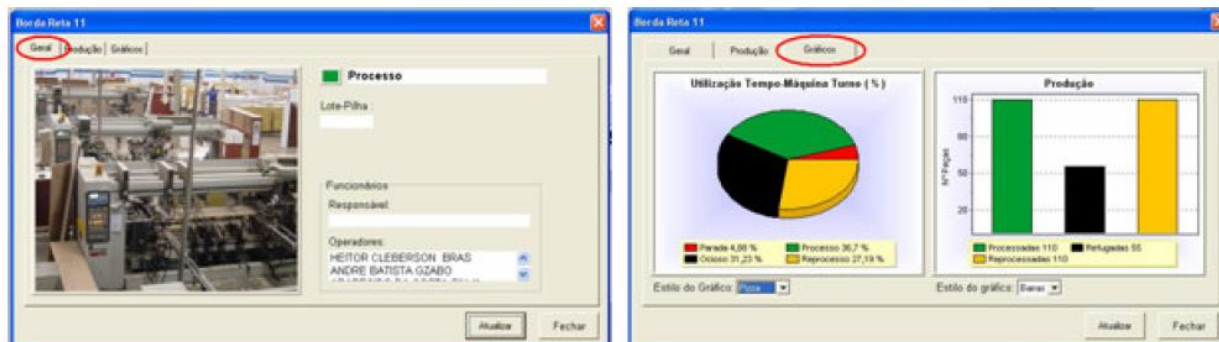 Borda Reta 11
Geral Produção Gráficos
Processo
Lote-Pilha :
Funcionários
Responsável:
Operadores:
HEITOR CLEBERSON BRAS
ANDRE BATISTA GZABO
Atualizar Fechar
Borda Reta 11
Geral Produção Gráficos
Utilização Tempo-Máquina Turno ( % )
Parada 4,88 % Processo 36,7 %
Ocioso 31,23 % Reprocesso 27,19 %
Estilo do Gráfico: Pizza
Produção
Nº Peças
110
80
50
20
Processadas 110 Refugadas 55
Reprocessadas 110
Estilo do gráfico: Barras
Atualizar Fechar